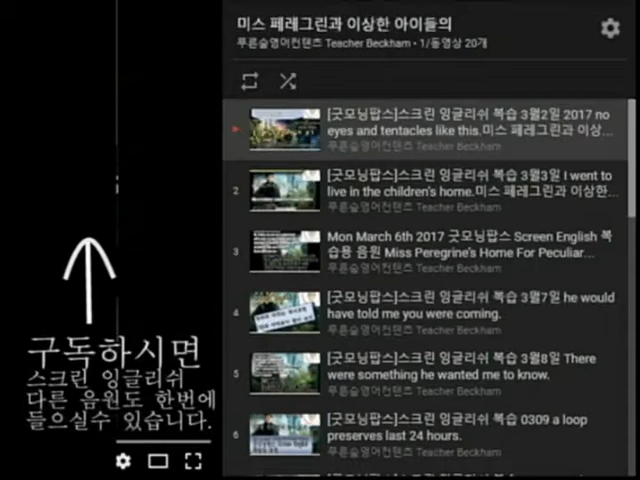 미스 페레그린과 이상한 아이들의
푸른숲영어컨텐츠 Teacher Beckham • 1/동영상 20개
[굿모닝팝스]스크린 잉글리쉬 복습 3월2일 2017 no
eyes and tentacles like this.미스 페레그린과 이상...
푸른숲영어컨텐츠 Teacher Beckham
2
[굿모닝팝스]스크린 잉글리쉬 복습 3월3일 I went to
live in the children's home.미스 페레그린과 이상한...
푸른숲영어컨텐츠 Teacher Beckham
3
Mon March 6th 2017 굿모닝팝스 Screen English 복
습용 음원 Miss Peregrine's Home For Peculiar...
푸른숲영어컨텐츠 Teacher Beckham
4
[굿모닝팝스]스크린 잉글리쉬 복습 3월7일 he would
have told me you were coming.
푸른숲영어컨텐츠 Teacher Beckham
5
[굿모닝팝스]스크린 잉글리쉬 복습 3월8일 There
were something he wanted me to know.
푸른숲영어컨텐츠 Teacher Beckham
6
[굿모닝팝스]스크린 잉글리쉬 복습 0309 a loop
preserves last 24 hours.
푸른숲영어컨텐츠 Teacher Beckham
구독하시면
스크린 잉글리쉬
다른 음원도 한번에
들으실수 있습니다.